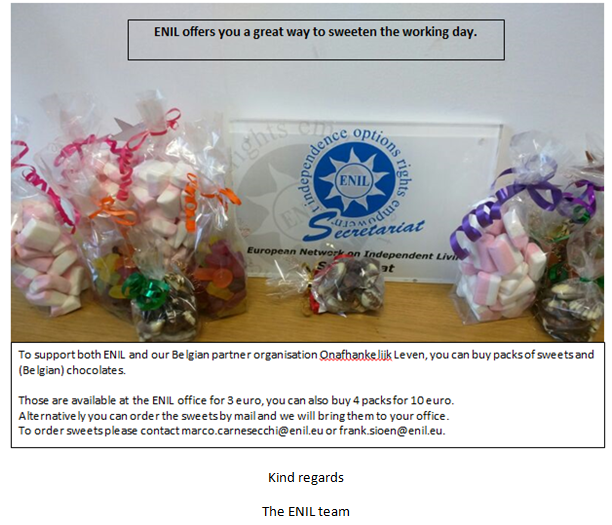 ENIL offers you a great way to sweeten the working day.
independence options rights empowerment
ENIL
Secretariat
European Network on Independent Livi
at
To support both ENIL and our Belgian partner organisation Onafhankelijk Leven, you can buy packs of sweets and
(Belgian) chocolates.
Those are available at the ENIL office for 3 euro, you can also buy 4 packs for 10 euro.
Alternatively you can order the sweets by mail and we will bring them to your office.
To order sweets please contact marco.carnesecchi@enil.eu or frank.sioen@enil.eu.
Kind regards
The ENIL team